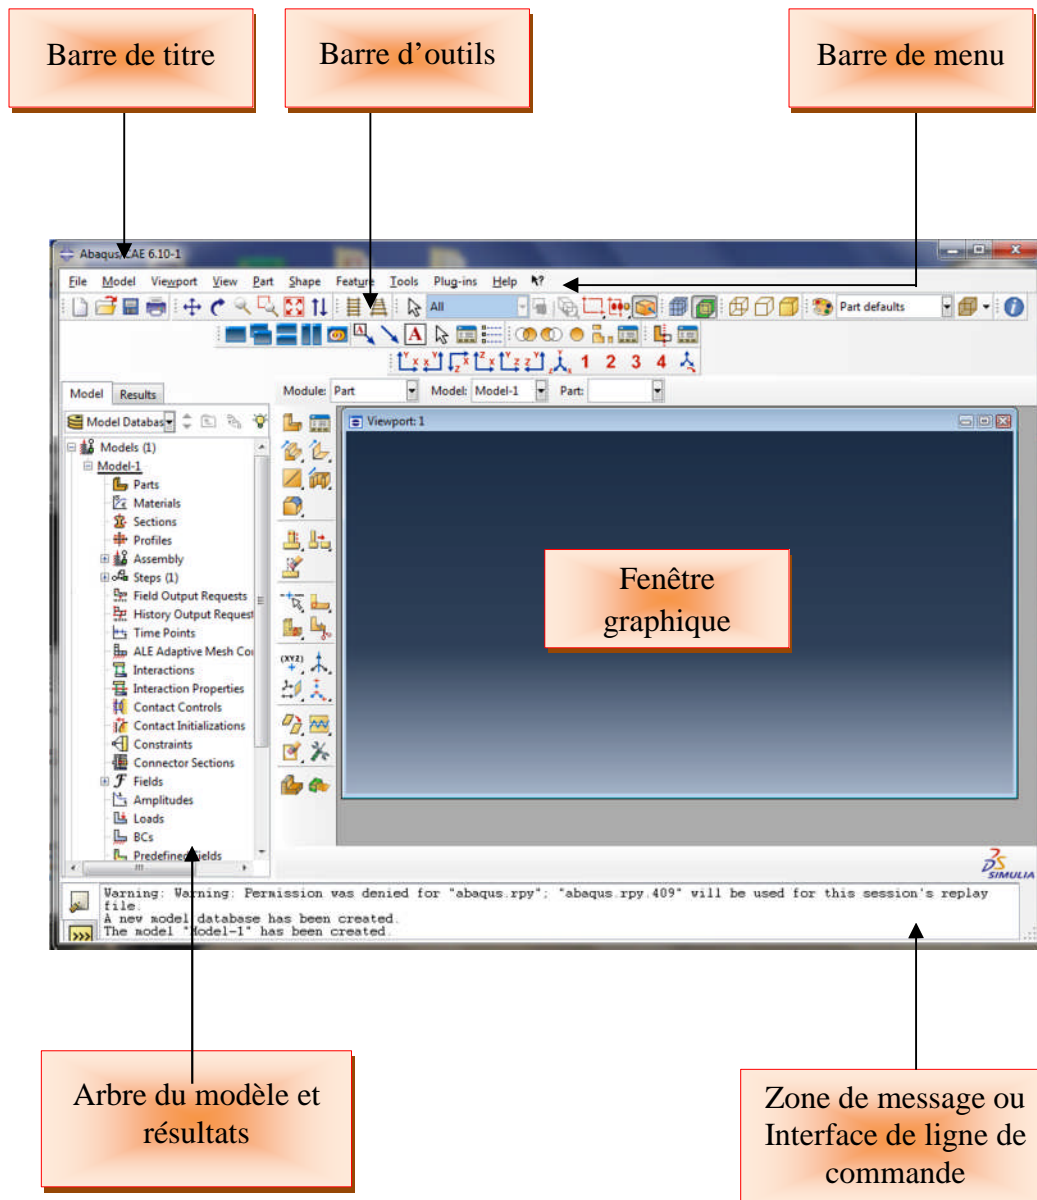 Barre de titre
Barre d’outils
Barre de menu
Abaqus/CAE 6.10-1
File Model Viewport View Part Shape Feature Tools Plug-ins Help
All
Part defaults
1 2 3 4
Model Results
Module: Part Model: Model-1 Part:
Model Databas
Viewport: 1
Models (1)
Model-1
Parts
Materials
Sections
Profiles
Assembly
Steps (1)
Field Output Requests
History Output Request
Time Points
ALE Adaptive Mesh Co
Interactions
Interaction Properties
Contact Controls
Contact Initializations
Constraints
Connector Sections
Fields
Amplitudes
Loads
BCs
Predefined Fields
(XYZ)
Fenêtre
graphique
SIMULIA
Warning: Warning: Permission was denied for "abaqus.rpy"; "abaqus.rpy.409" will be used for this session's replay
file.
A new model database has been created.
The model "Model-1" has been created.
>>>
Arbre du modèle et
résultats
Zone de message ou
Interface de ligne de
commande